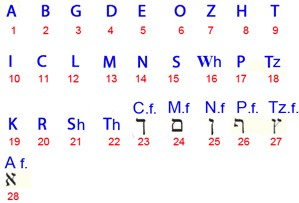 A B G D E O Z H T
1 2 3 4 5 6 7 8 9
I C L M N S Wh P Tz
10 11 12 13 14 15 16 17 18
C.f. M.f N.f P.f. Tz.f.
K R Sh Th ך ם ן ף ץ
19 20 21 22 23 24 25 26 27
A f.
א
28